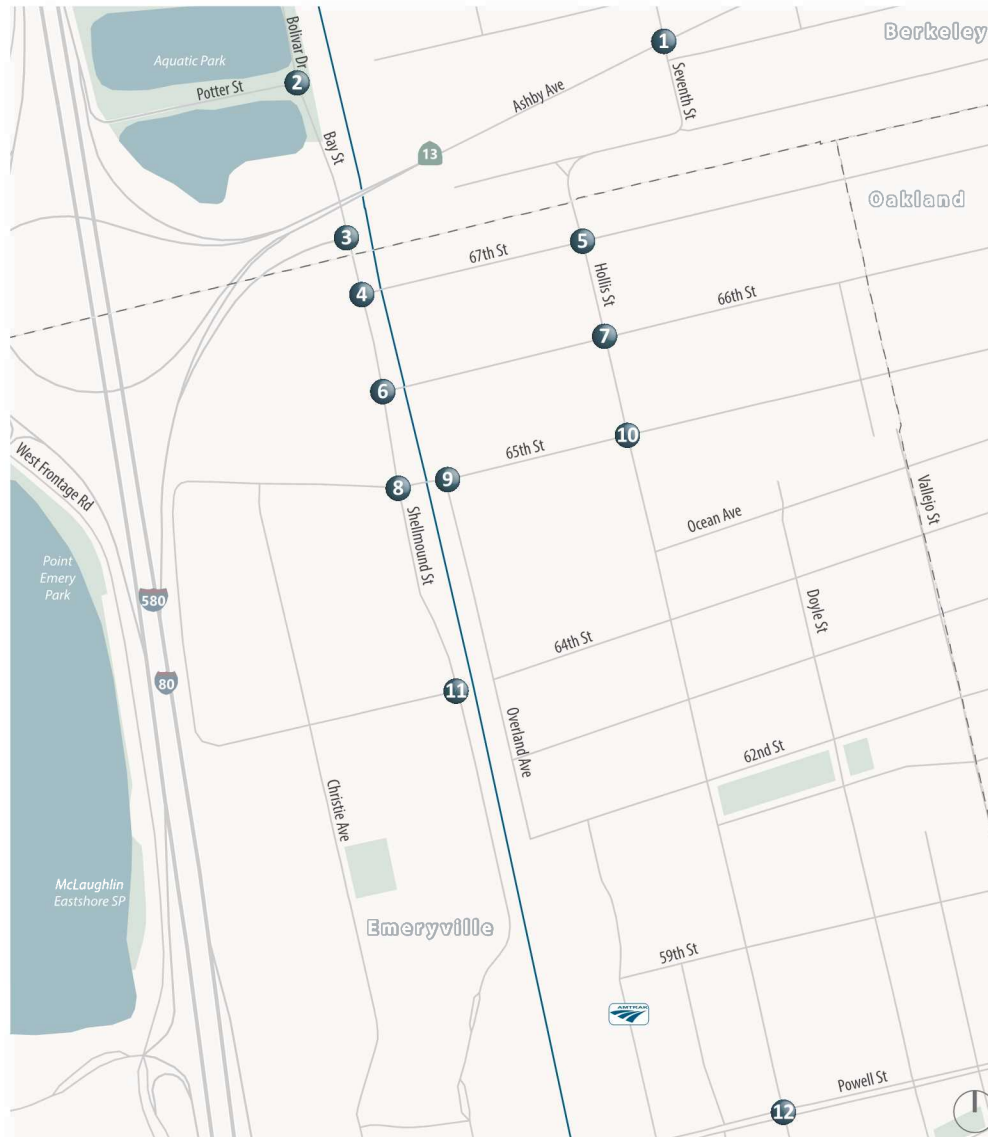 Bolivar Dr
Berkeley
1
Aquatic Park
2
Potter St
Seventh St
Ashby Ave
Bay St
13
Oakland
3
5
67th St
4
Hollis St
66th St
7
6
10
65th St
West Frontage Rd
9
8
Vallejo St
Shellmound St
Ocean Ave
Point
Emery
Park
580
Doyle St
64th St
80
11
Overland Ave
62nd St
Christie Ave
McLaughlin
Eastshore SP
Emeryville
59th St
AMTRAK
Powell St
12